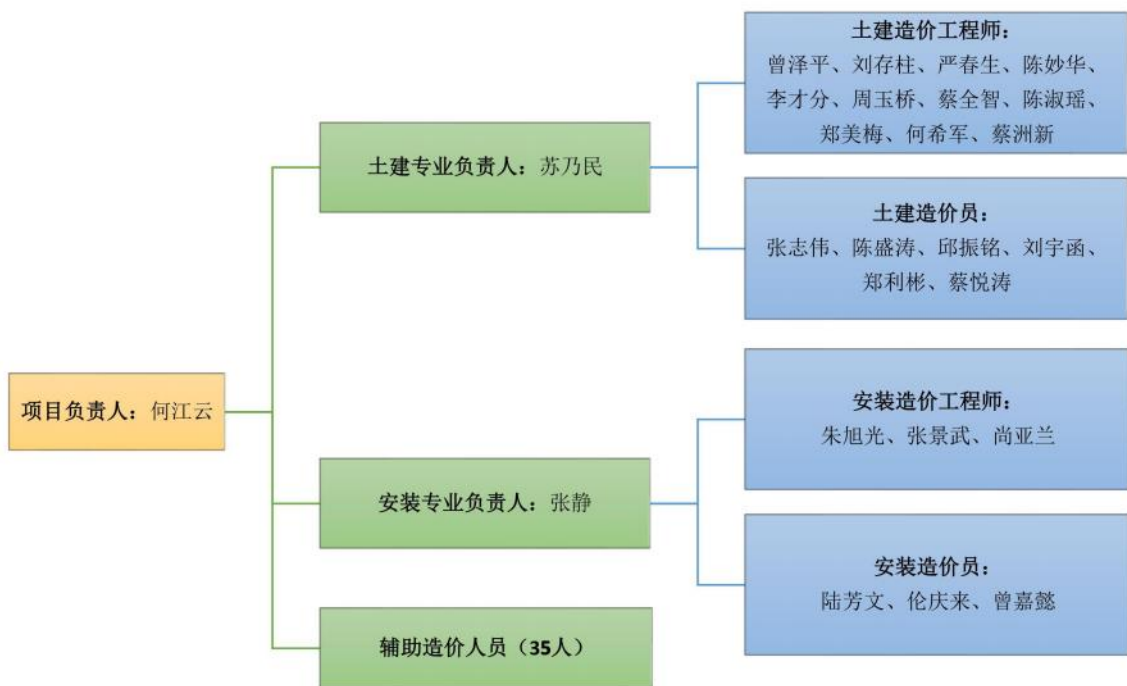 项目负责人：何江云
土建专业负责人：苏乃民
土建造价工程师：
曾泽平、刘存柱、严春生、陈妙华、
李才分、周玉桥、蔡全智、陈淑瑶、
郑美梅、何希军、蔡洲新
土建造价员：
张志伟、陈盛涛、邱振铭、刘宇函、
郑利彬、蔡悦涛
安装专业负责人：张静
安装造价工程师：
朱旭光、张景武、尚亚兰
安装造价员：
陆芳文、伦庆来、曾嘉懿
辅助造价人员（35人）